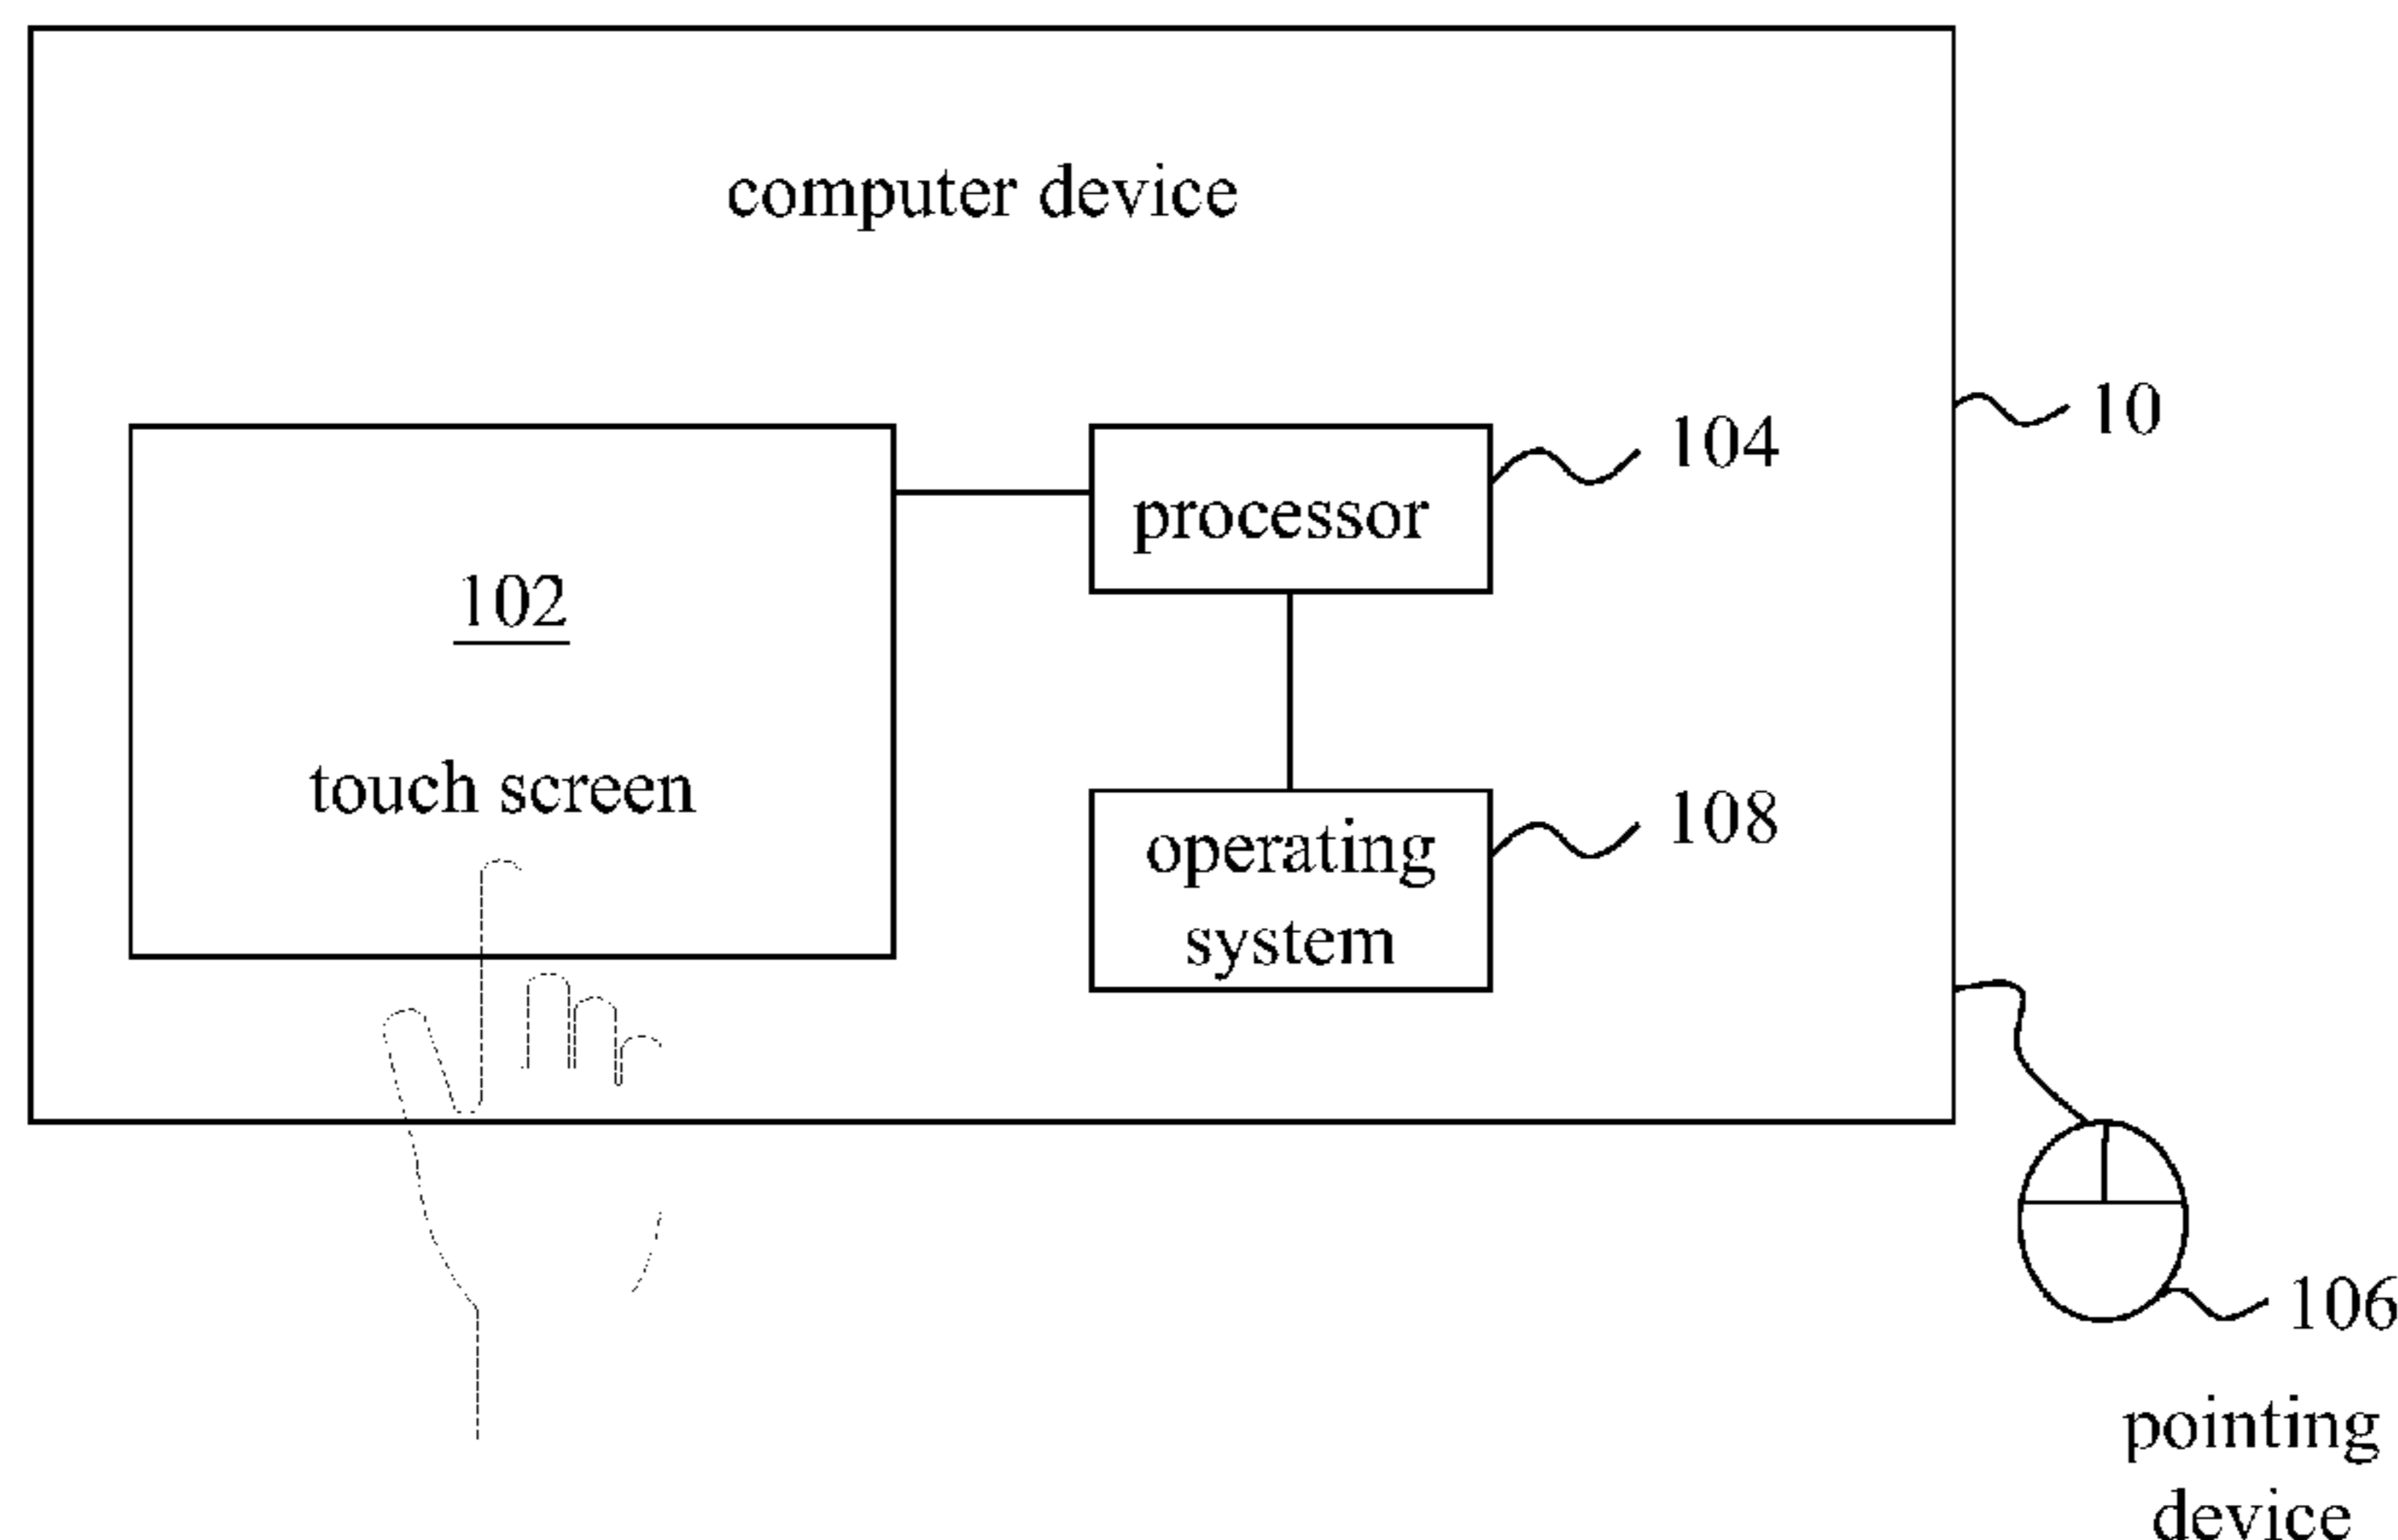 computer device
10
104
processor
102
touch screen
108
operating
system
106
pointing
device